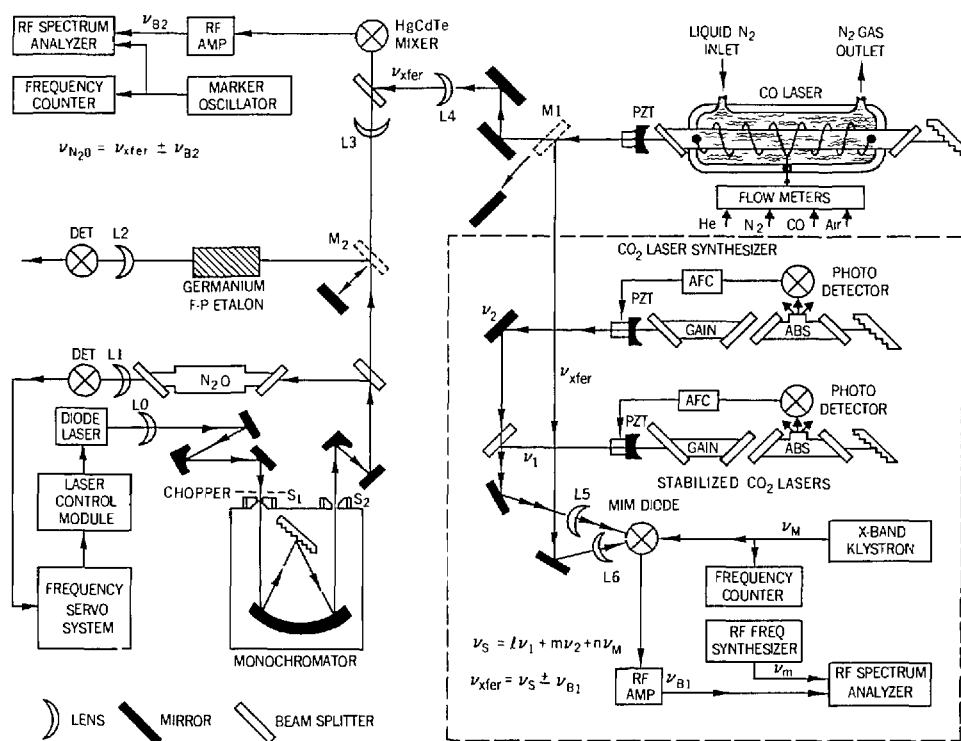 RF SPECTRUM
ANALYZER
ν_B2
RF
AMP
HgCdTe
MIXER
FREQUENCY
COUNTER
MARKER
OSCILLATOR
ν_N₂O = ν_xfer ± ν_B2
ν_xfer
L3
L4
M1
PZT
LIQUID N₂
INLET
N₂ GAS
OUTLET
CO LASER
FLOW METERS
He
N₂
CO
Air
DET
L2
GERMANIUM
F-P ETALON
M₂
CO₂ LASER SYNTHESIZER
AFC
PHOTO
DETECTOR
PZT
ν₂
GAIN
ABS
ν_xfer
AFC
PHOTO
DETECTOR
PZT
ν₁
GAIN
ABS
STABILIZED CO₂ LASERS
DET
L1
N₂O
DIODE
LASER
L0
LASER
CONTROL
MODULE
CHOPPER
S₁
S₂
FREQUENCY
SERVO
SYSTEM
MONOCHROMATOR
L5
MIM DIODE
L6
ν_M
X-BAND
KLYSTRON
FREQUENCY
COUNTER
ν_S = ℓν₁ + mν₂ + nν_M
ν_xfer = ν_S ± ν_B1
RF FREQ
SYNTHESIZER
ν_m
RF
AMP
ν_B1
RF SPECTRUM
ANALYZER
LENS
MIRROR
BEAM SPLITTER